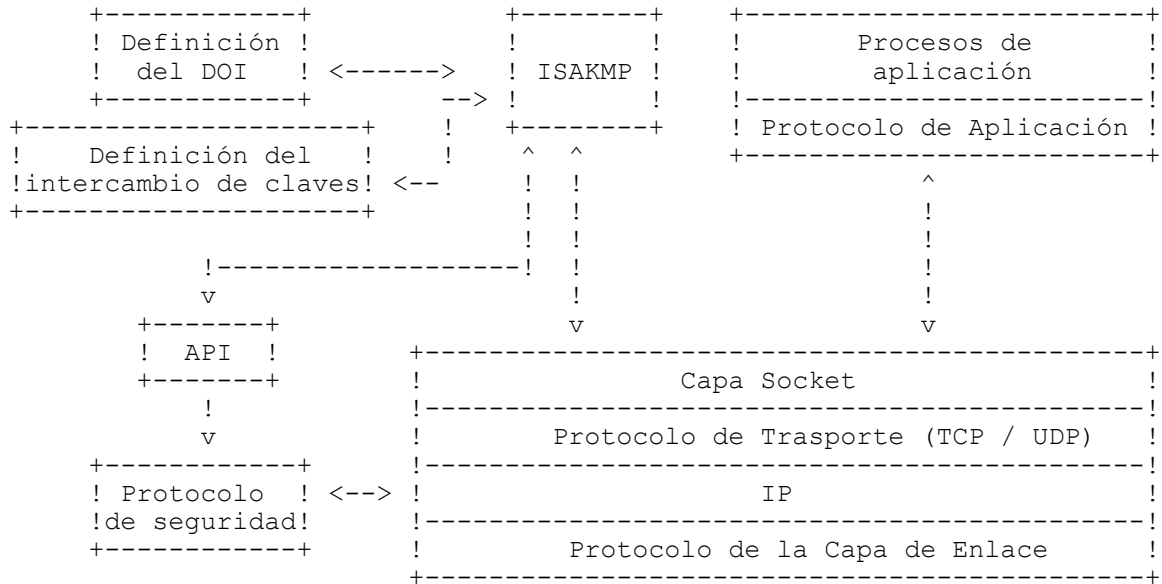 Definición
del DOI
ISAKMP
Procesos de
aplicación
Protocolo de Aplicación
Definición del
intercambio de claves
API
Capa Socket
Protocolo de Trasporte (TCP / UDP)
Protocolo
de seguridad
IP
Protocolo de la Capa de Enlace